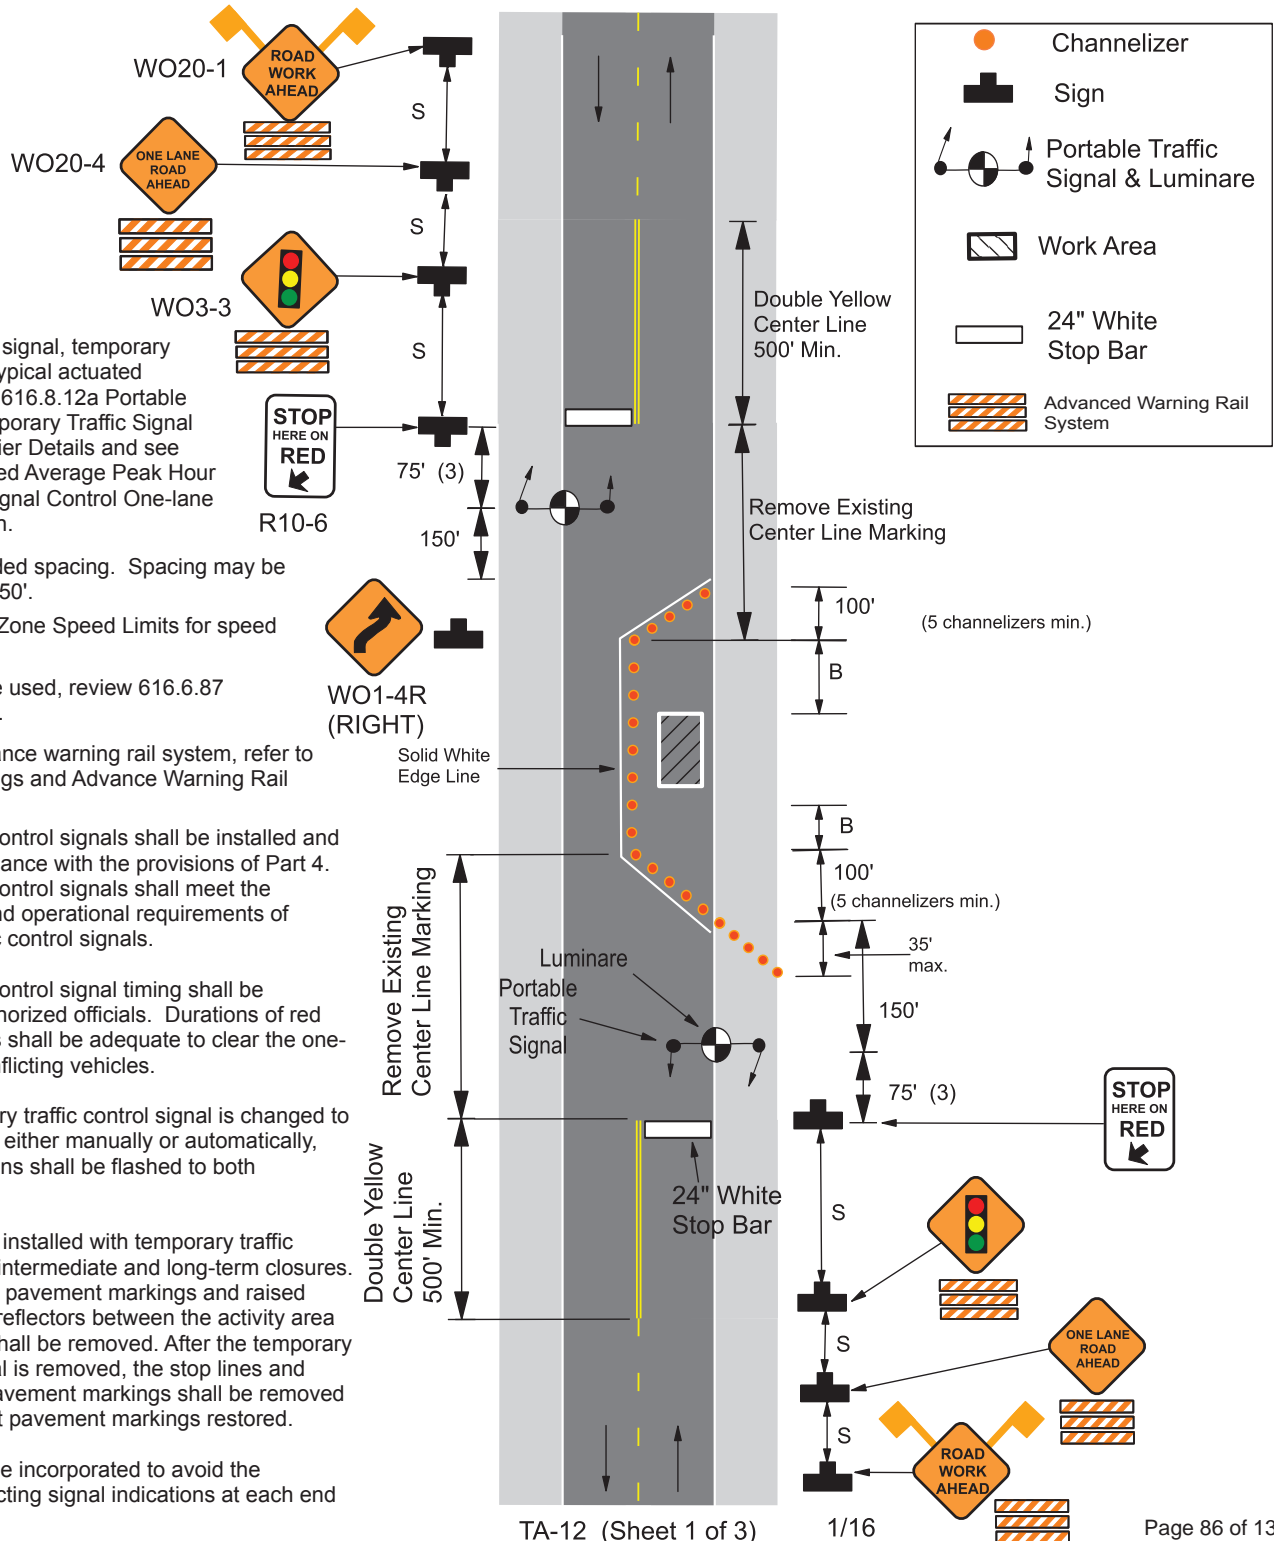 WO20-1
ROAD
WORK
AHEAD
S
WO20-4
ONE LANE
ROAD
AHEAD
S
WO3-3
S
signal, temporary
ypical actuated
616.8.12a Portable
porary Traffic Signal
ier Details and see
ed Average Peak Hour
ignal Control One-lane
n.
STOP
HERE ON
RED
R10-6
75' (3)
150'
ded spacing.  Spacing may be
50'.
Zone Speed Limits for speed
e used, review 616.6.87
.
WO1-4R
(RIGHT)
ance warning rail system, refer to
gs and Advance Warning Rail
Solid White
Edge Line
control signals shall be installed and
ance with the provisions of Part 4.
control signals shall meet the
nd operational requirements of
c control signals.
control signal timing shall be
horized officials.  Durations of red
s shall be adequate to clear the one-
nflicting vehicles.
ry traffic control signal is changed to
either manually or automatically,
ns shall be flashed to both
installed with temporary traffic
intermediate and long-term closures.
pavement markings and raised
reflectors between the activity area
hall be removed. After the temporary
al is removed, the stop lines and
avement markings shall be removed
t pavement markings restored.
e incorporated to avoid the
cting signal indications at each end
Channelizer
Sign
Portable Traffic
Signal & Luminare
Work Area
24" White
Stop Bar
Advanced Warning Rail
System
Double Yellow
Center Line
500' Min.
Remove Existing
Center Line Marking
100'
(5 channelizers min.)
B
B
100'
(5 channelizers min.)
35'
max.
150'
75' (3)
Remove Existing
Center Line Marking
Luminare
Portable
Traffic
Signal
STOP
HERE ON
RED
Double Yellow
Center Line
500' Min.
24" White
Stop Bar
S
S
ONE LANE
ROAD
AHEAD
S
ROAD
WORK
AHEAD
TA-12  (Sheet 1 of 3)
1/16
Page 86 of 13